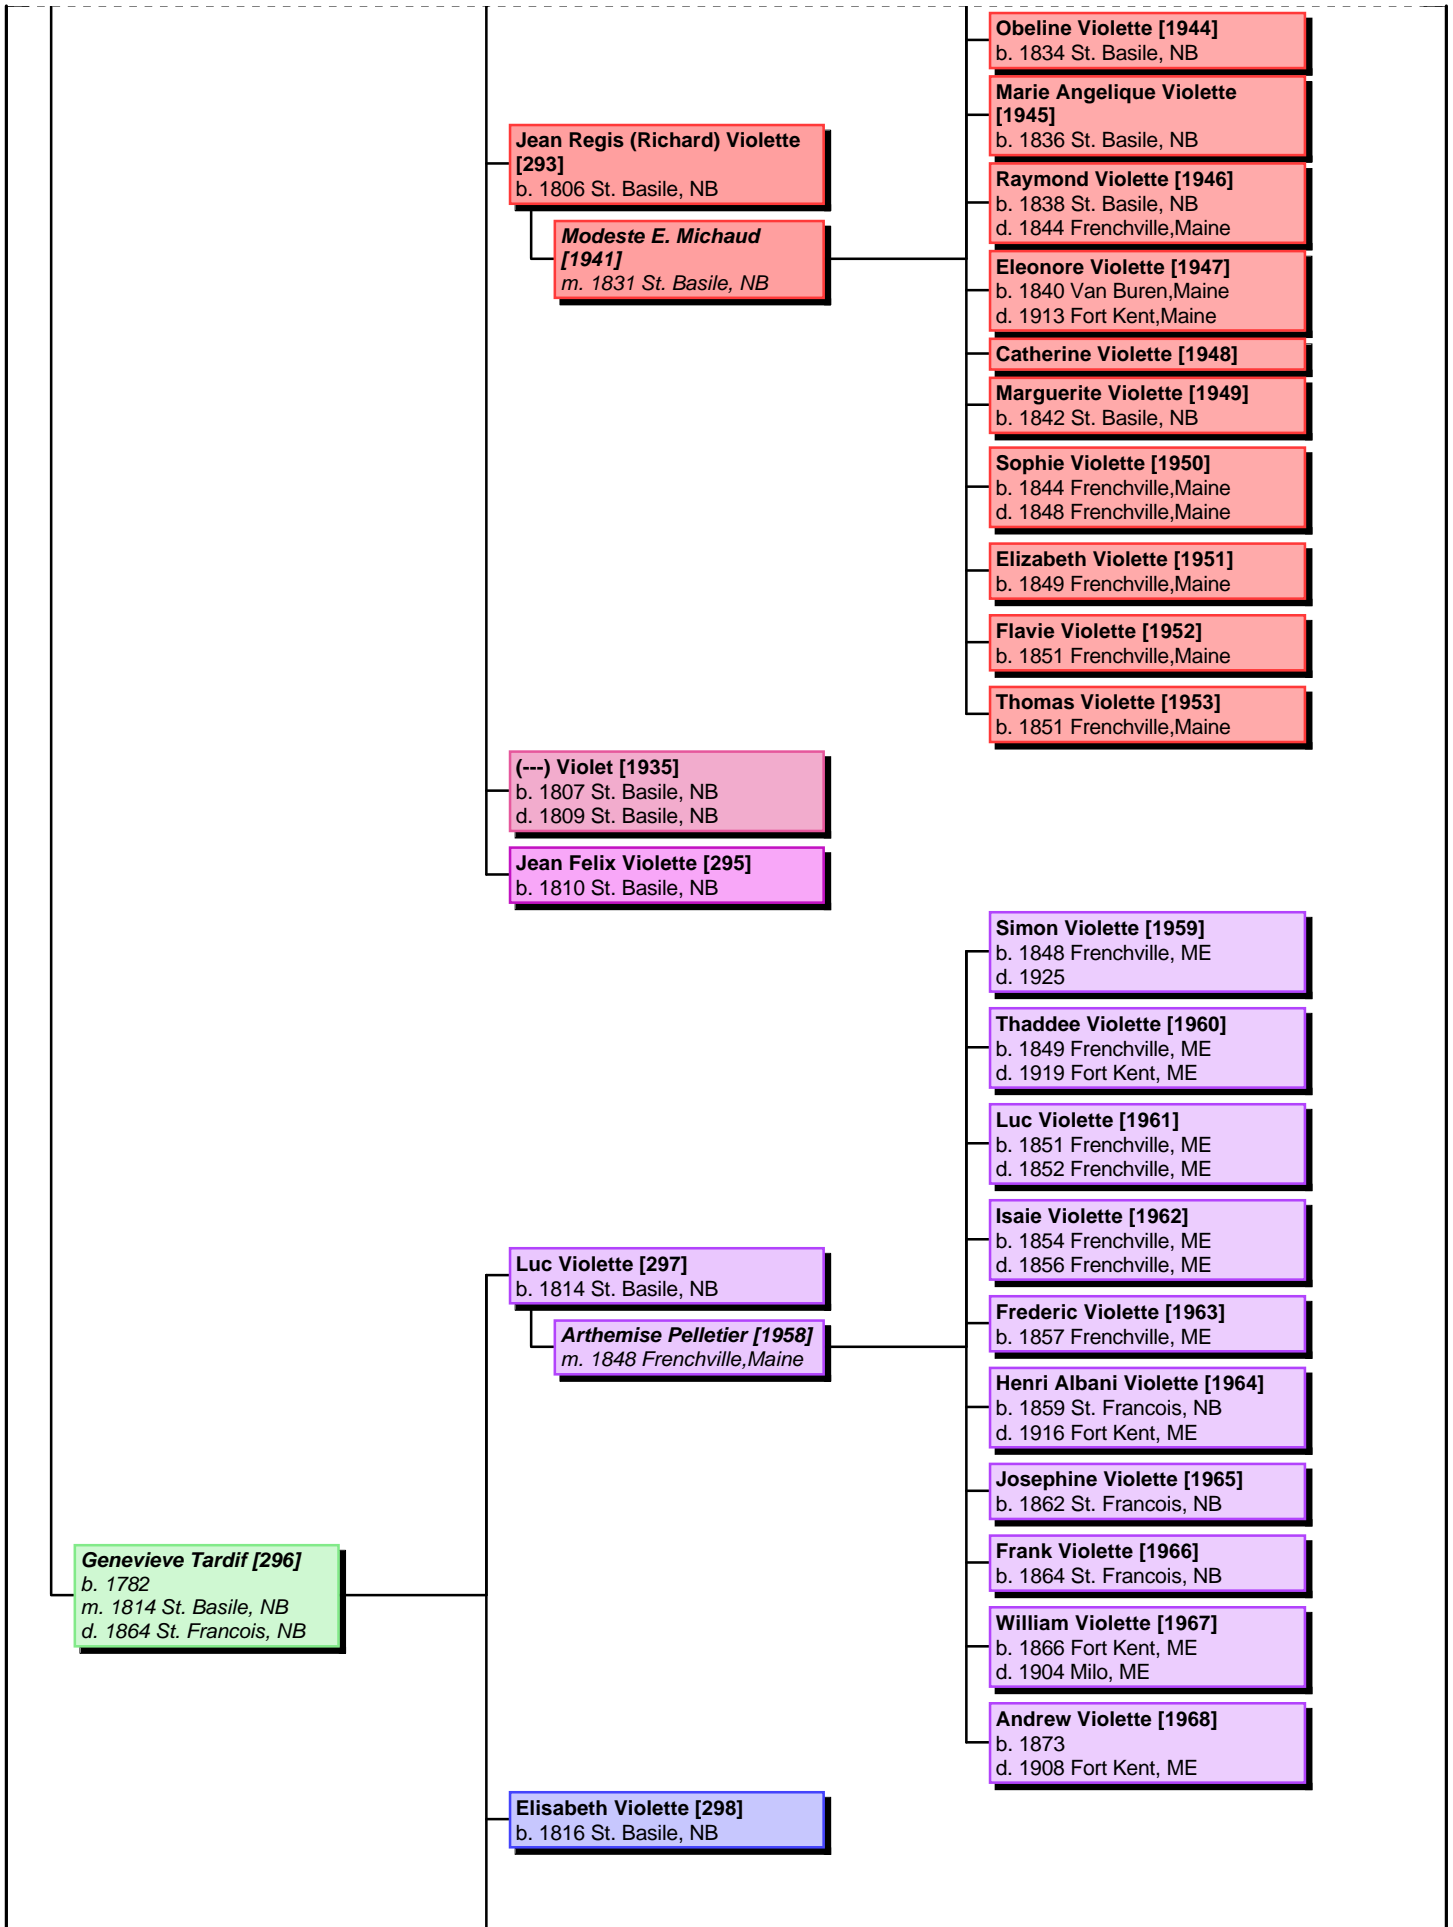 Obeline Violette [1944]
b. 1834 St. Basile, NB
Marie Angelique Violette
[1945]
b. 1836 St. Basile, NB
Jean Regis (Richard) Violette
[293]
b. 1806 St. Basile, NB
Raymond Violette [1946]
b. 1838 St. Basile, NB
d. 1844 Frenchville,Maine
Modeste E. Michaud
[1941]
m. 1831 St. Basile, NB
Eleonore Violette [1947]
b. 1840 Van Buren,Maine
d. 1913 Fort Kent,Maine
Catherine Violette [1948]
Marguerite Violette [1949]
b. 1842 St. Basile, NB
Sophie Violette [1950]
b. 1844 Frenchville,Maine
d. 1848 Frenchville,Maine
Elizabeth Violette [1951]
b. 1849 Frenchville,Maine
Flavie Violette [1952]
b. 1851 Frenchville,Maine
Thomas Violette [1953]
b. 1851 Frenchville,Maine
(---) Violet [1935]
b. 1807 St. Basile, NB
d. 1809 St. Basile, NB
Jean Felix Violette [295]
b. 1810 St. Basile, NB
Simon Violette [1959]
b. 1848 Frenchville, ME
d. 1925
Thaddee Violette [1960]
b. 1849 Frenchville, ME
d. 1919 Fort Kent, ME
Luc Violette [1961]
b. 1851 Frenchville, ME
d. 1852 Frenchville, ME
Isaie Violette [1962]
b. 1854 Frenchville, ME
d. 1856 Frenchville, ME
Luc Violette [297]
b. 1814 St. Basile, NB
Arthemise Pelletier [1958]
m. 1848 Frenchville,Maine
Frederic Violette [1963]
b. 1857 Frenchville, ME
Henri Albani Violette [1964]
b. 1859 St. Francois, NB
d. 1916 Fort Kent, ME
Josephine Violette [1965]
b. 1862 St. Francois, NB
Genevieve Tardif [296]
b. 1782
m. 1814 St. Basile, NB
d. 1864 St. Francois, NB
Frank Violette [1966]
b. 1864 St. Francois, NB
William Violette [1967]
b. 1866 Fort Kent, ME
d. 1904 Milo, ME
Andrew Violette [1968]
b. 1873
d. 1908 Fort Kent, ME
Elisabeth Violette [298]
b. 1816 St. Basile, NB